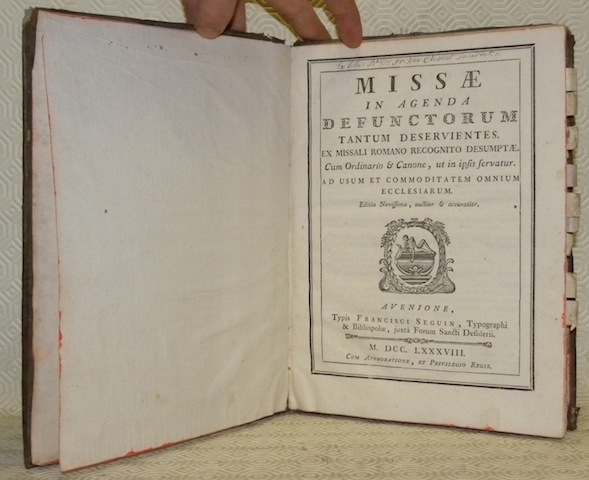 MISSÆ
IN AGENDA
DEFUNCTORUM
TANTUM DESERVIENTES.
EX MISSALI ROMANO RECOGNITO DESUMPTÆ.
Cum Ordinario & Canone, ut in ipſo ſervatur.
AD USUM ET COMMODITATEM OMNIUM
ECCLESIARUM.
Editio Noviſſima, auctior & accuratior.
AVENIONE,
Typis FRANCISCI SEGUIN, Typographi
& Bibliopolæ, juxtà Forum Sancti Deſiderii.
M. DCC. LXXXVIII.
CUM APPROBATIONE, ET PRIVILEGIO REGIS.